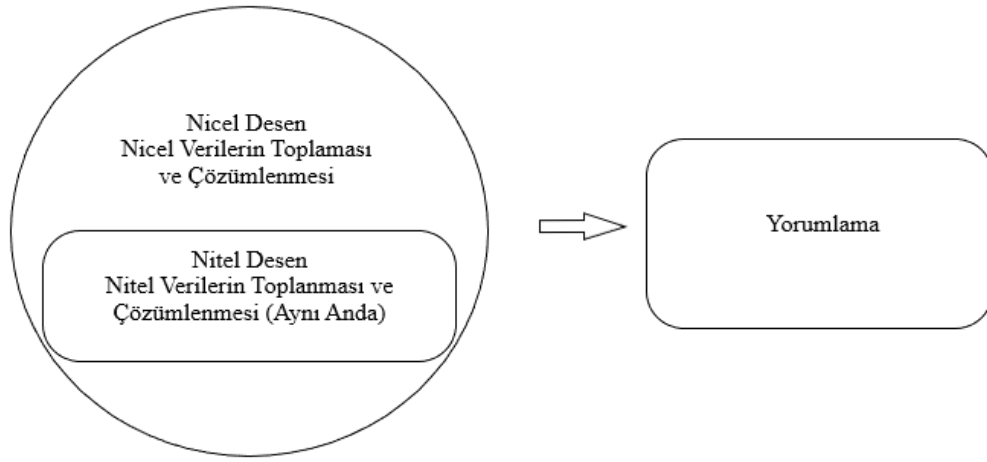 Nicel Desen
Nicel Verilerin Toplaması
ve Çözümlenmesi
Nitel Desen
Nitel Verilerin Toplanması ve
Çözümlenmesi (Aynı Anda)
Yorumlama